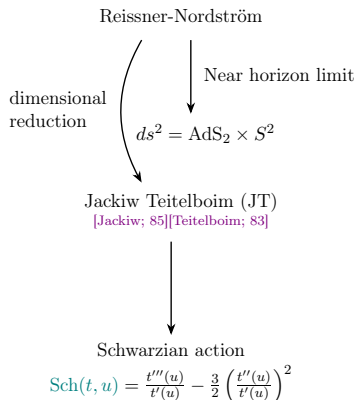 Reissner-Nordström
Near horizon limit
dimensional
reduction
ds² = AdS₂ × S²
Jackiw Teitelboim (JT)
[Jackiw; 85][Teitelboim; 83]
Schwarzian action
Sch(t, u) = t'''(u)/t'(u) − 3/2 (t''(u)/t'(u))²